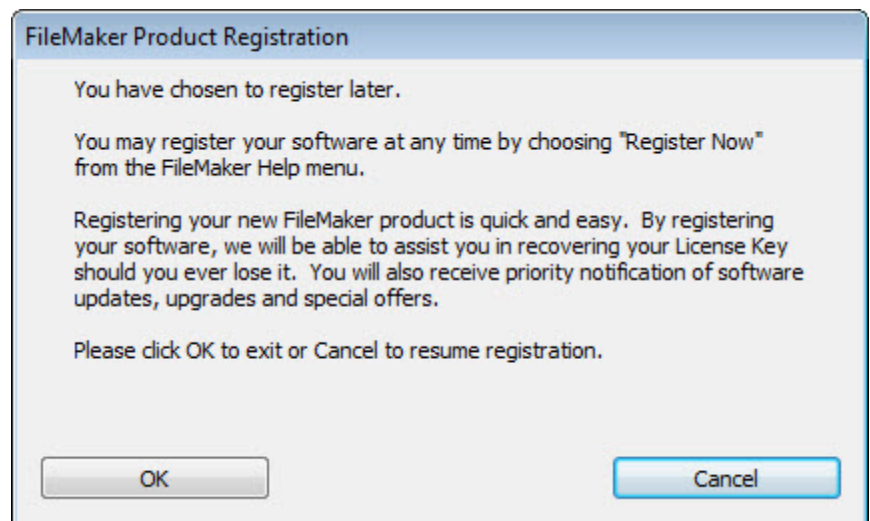 FileMaker Product Registration
You have chosen to register later.
You may register your software at any time by choosing "Register Now"
from the FileMaker Help menu.
Registering your new FileMaker product is quick and easy.  By registering
your software, we will be able to assist you in recovering your License Key
should you ever lose it.  You will also receive priority notification of software
updates, upgrades and special offers.
Please click OK to exit or Cancel to resume registration.
OK
Cancel